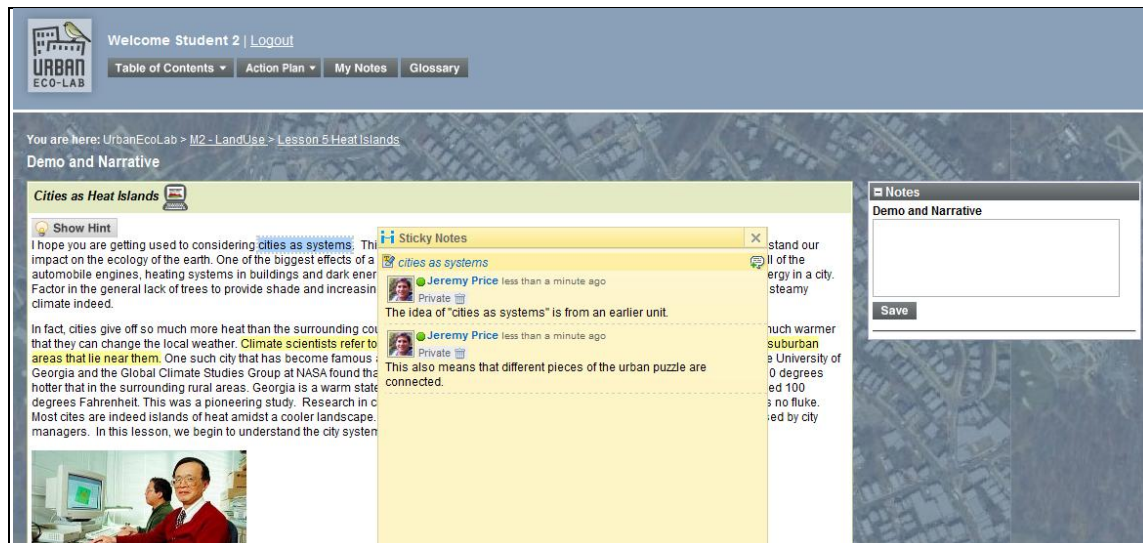 URBAN
ECO-LAB
Welcome Student 2 | Logout
Table of Contents Action Plan My Notes Glossary
You are here: UrbanEcoLab > M2 - LandUse > Lesson 5 Heat Islands
Demo and Narrative
Cities as Heat Islands
Show Hint
I hope you are getting used to considering cities as systems. Thi
impact on the ecology of the earth. One of the biggest effects of a
automobile engines, heating systems in buildings and dark ener
Factor in the general lack of trees to provide shade and increasin
climate indeed.
In fact, cities give off so much more heat than the surrounding cou
that they can change the local weather. Climate scientists refer to
areas that lie near them. One such city that has become famous a
Georgia and the Global Climate Studies Group at NASA found tha
hotter that in the surrounding rural areas. Georgia is a warm state
degrees Fahrenheit. This was a pioneering study. Research in c
Most cites are indeed islands of heat amidst a cooler landscape.
managers. In this lesson, we begin to understand the city system
Sticky Notes
cities as systems
Jeremy Price less than a minute ago
Private
The idea of "cities as systems" is from an earlier unit.
Jeremy Price less than a minute ago
Private
This also means that different pieces of the urban puzzle are
connected.
stand our
ll of the
ergy in a city.
steamy
uch warmer
suburban
e University of
0 degrees
ed 100
s no fluke.
ed by city
Notes
Demo and Narrative
Save